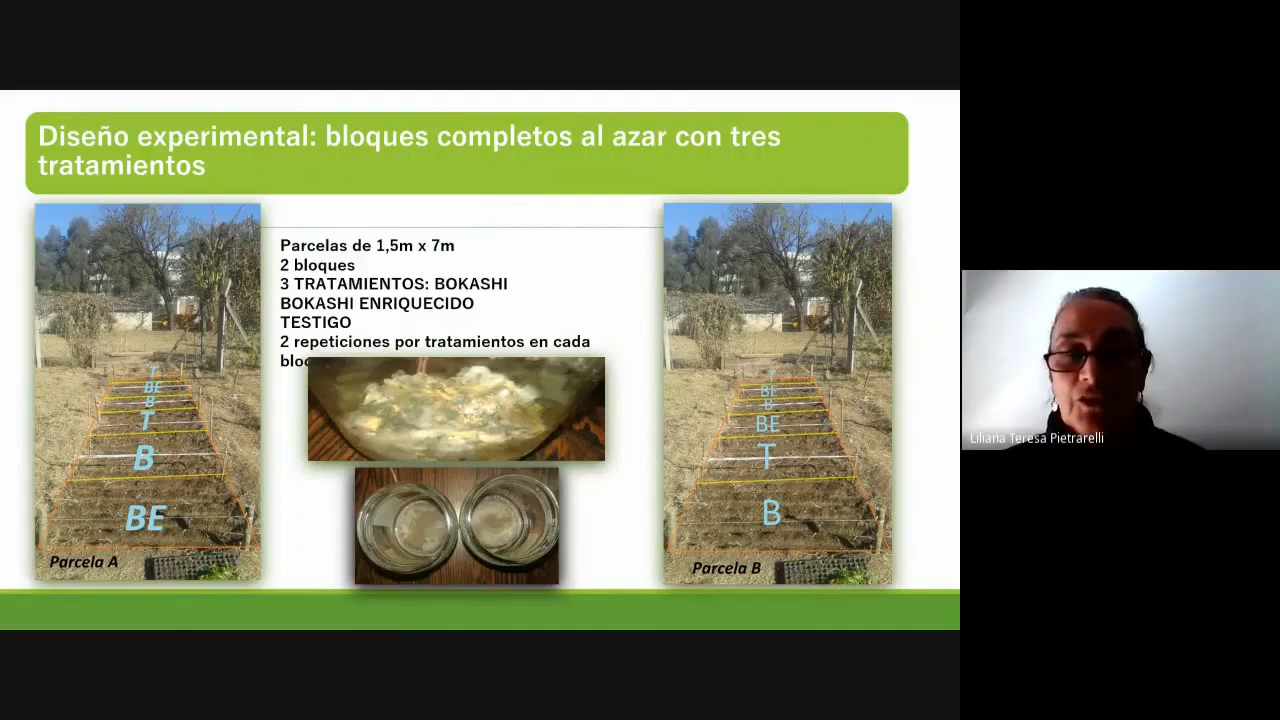 Diseño experimental: bloques completos al azar con tres
tratamientos
Parcelas de 1,5m x 7m
2 bloques
3 TRATAMIENTOS: BOKASHI
BOKASHI ENRIQUECIDO
TESTIGO
2 repeticiones por tratamientos en cada
T
BE
B
T
B
BE
Parcela A
T
BE
B
BE
T
B
Parcela B
Liliana Teresa Pietrarelli